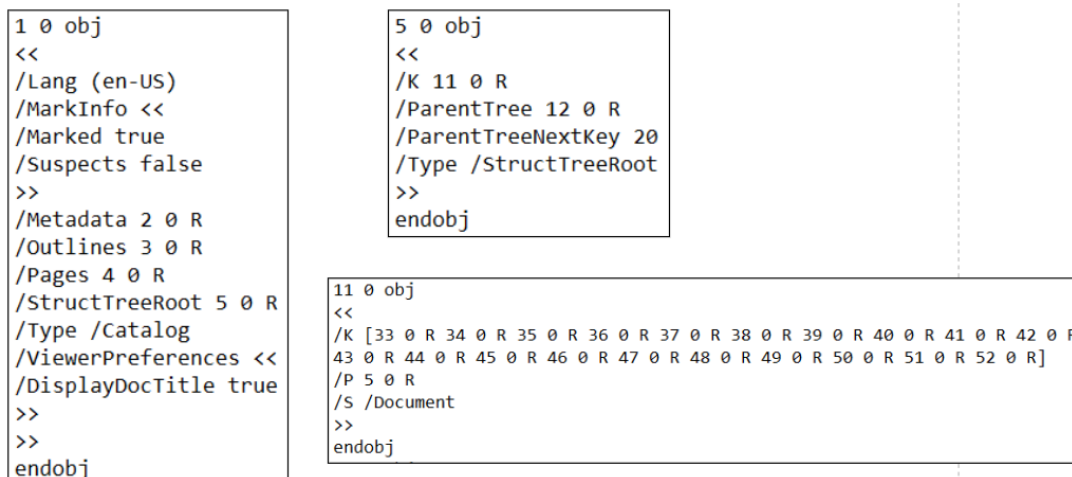 1 0 obj
<<
/Lang (en-US)
/MarkInfo <<
/Marked true
/Suspects false
>>
/Metadata 2 0 R
/Outlines 3 0 R
/Pages 4 0 R
/StructTreeRoot 5 0 R
/Type /Catalog
/ViewerPreferences <<
/DisplayDocTitle true
>>
>>
endobj
5 0 obj
<<
/K 11 0 R
/ParentTree 12 0 R
/ParentTreeNextKey 20
/Type /StructTreeRoot
>>
endobj
11 0 obj
<<
/K [33 0 R 34 0 R 35 0 R 36 0 R 37 0 R 38 0 R 39 0 R 40 0 R 41 0 R 42 0 R
43 0 R 44 0 R 45 0 R 46 0 R 47 0 R 48 0 R 49 0 R 50 0 R 51 0 R 52 0 R]
/P 5 0 R
/S /Document
>>
endobj